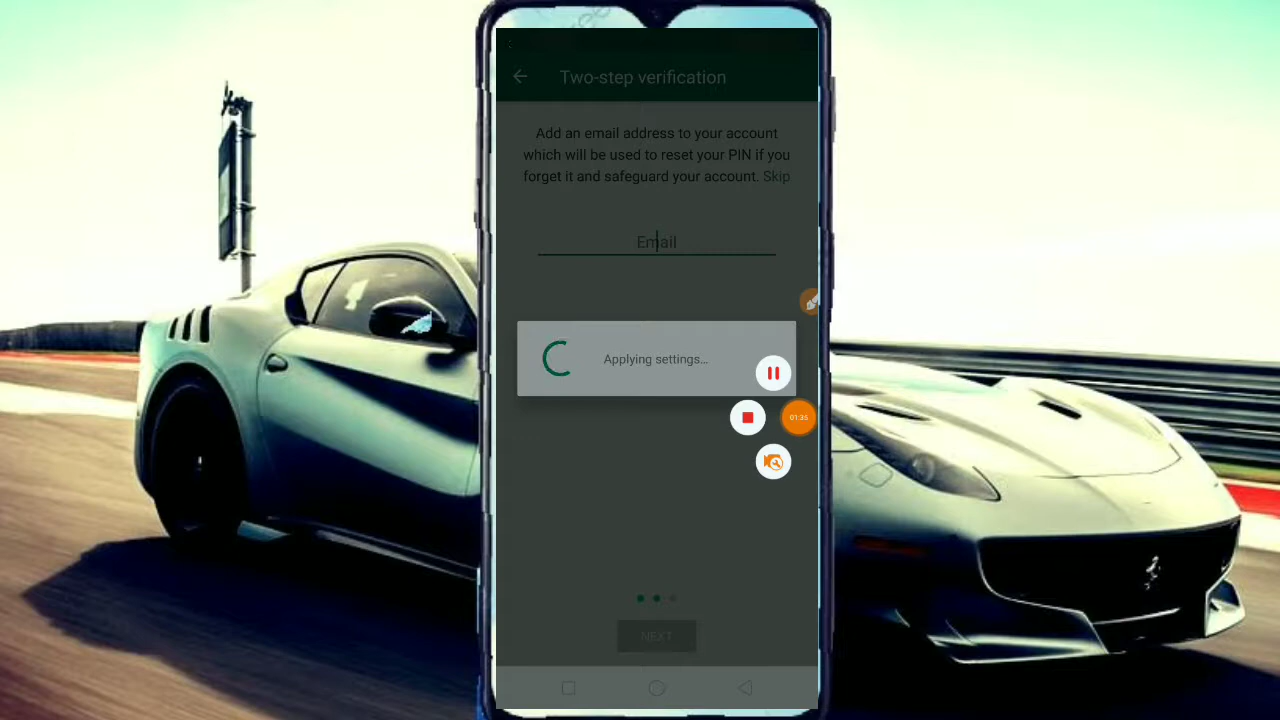 Two-step verification
Add an email address to your account
which will be used to reset your PIN if you
forget it and safeguard your account. Skip
Email
Applying settings...
01:35
NEXT